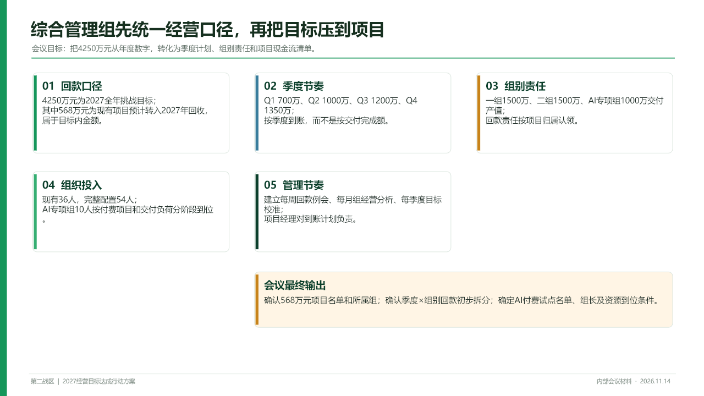 综合管理组先统一经营口径，再把目标压到项目
会议目标：把4250万元从年度数字，转化为季度计划、组别责任和项目现金流清单。
01 回款口径
4250万元为2027全年挑战目标；
其中568万元为现有项目预计转入2027年回收，
属于目标内金额。
02 季度节奏
Q1 700万、Q2 1000万、Q3 1200万、Q4
1350万；
按季度到账，而不是按交付完成额。
03 组别责任
一组1500万、二组1500万、AI专项组1000万交付
产值；
回款责任按项目归属认领。
04 组织投入
现有36人，完整配置54人；
AI专项组10人按付费项目和交付负荷分阶段到位
。
05 管理节奏
建立每周回款例会、每月组经营分析、每季度目标
校准；
项目经理对到账计划负责。
会议最终输出
确认568万元项目名单和所属组；确认季度×组别回款初步拆分；确定AI付费试点名单、组长及资源到位条件。
第二战区 | 2027经营目标达成行动方案
内部会议材料 · 2026.11.14